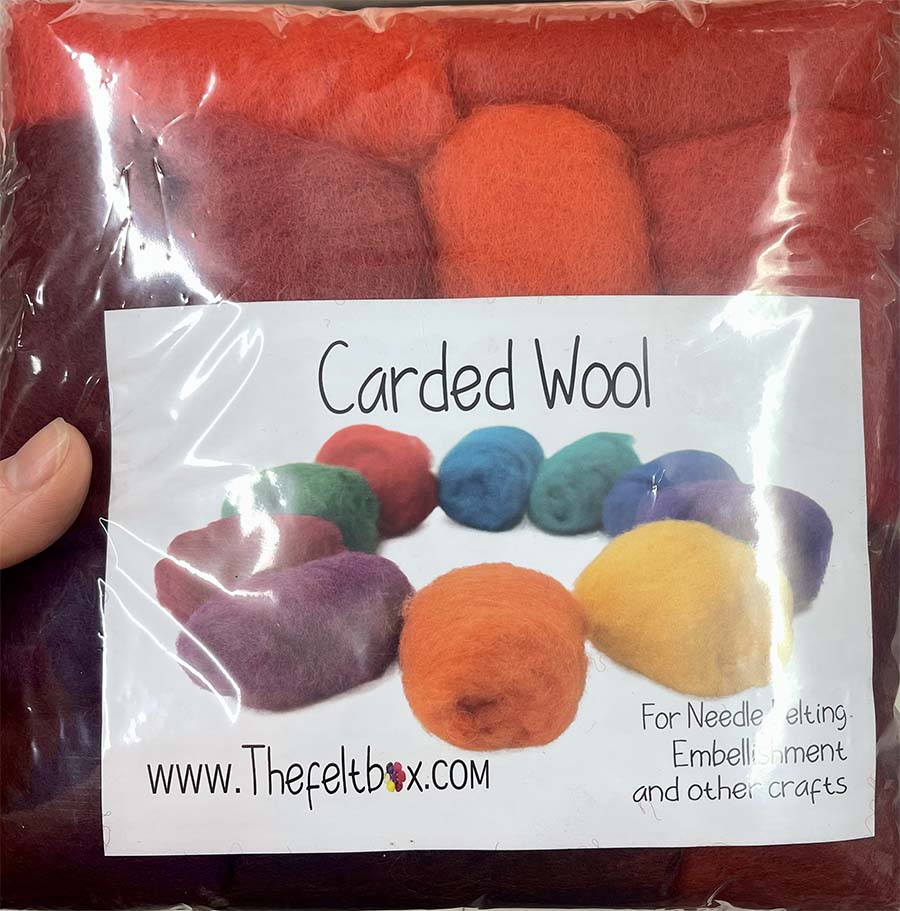 Carded Wool
For Needle Felting
Embellishment
and other crafts
www.Thefeltbox.com